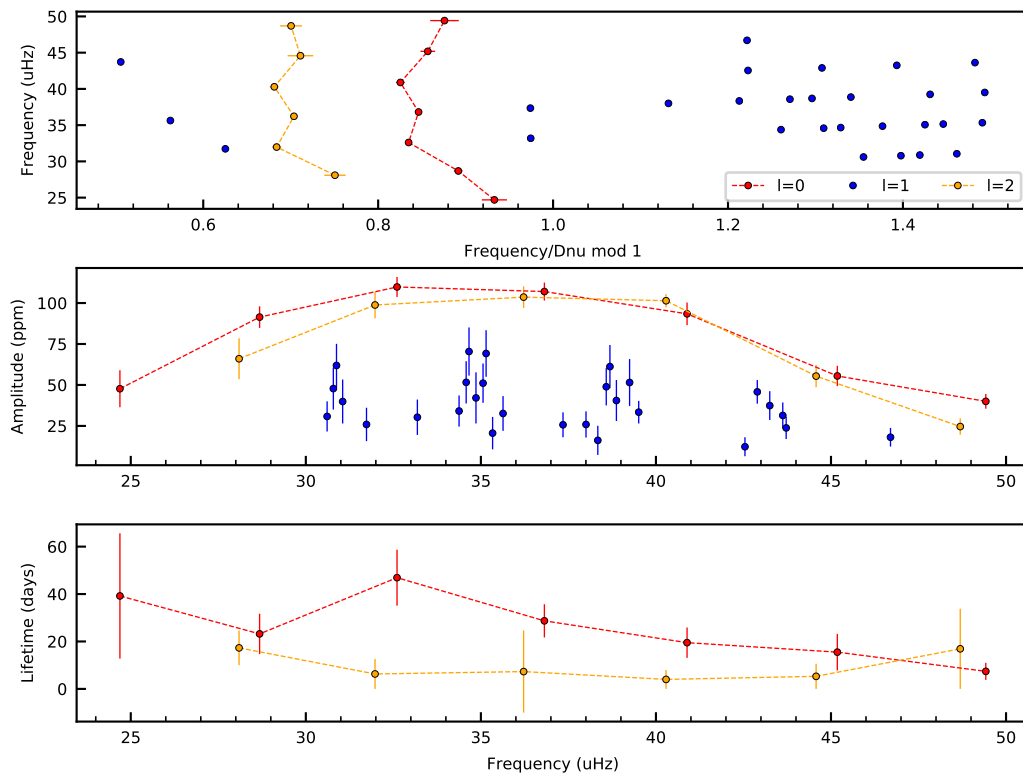 Frequency (uHz)
50
45
40
35
30
25
l=0 l=1 l=2
0.6 0.8 1.0 1.2 1.4
Frequency/Dnu mod 1
Amplitude (ppm)
100
75
50
25
25 30 35 40 45 50
Lifetime (days)
60
40
20
0
25 30 35 40 45 50
Frequency (uHz)